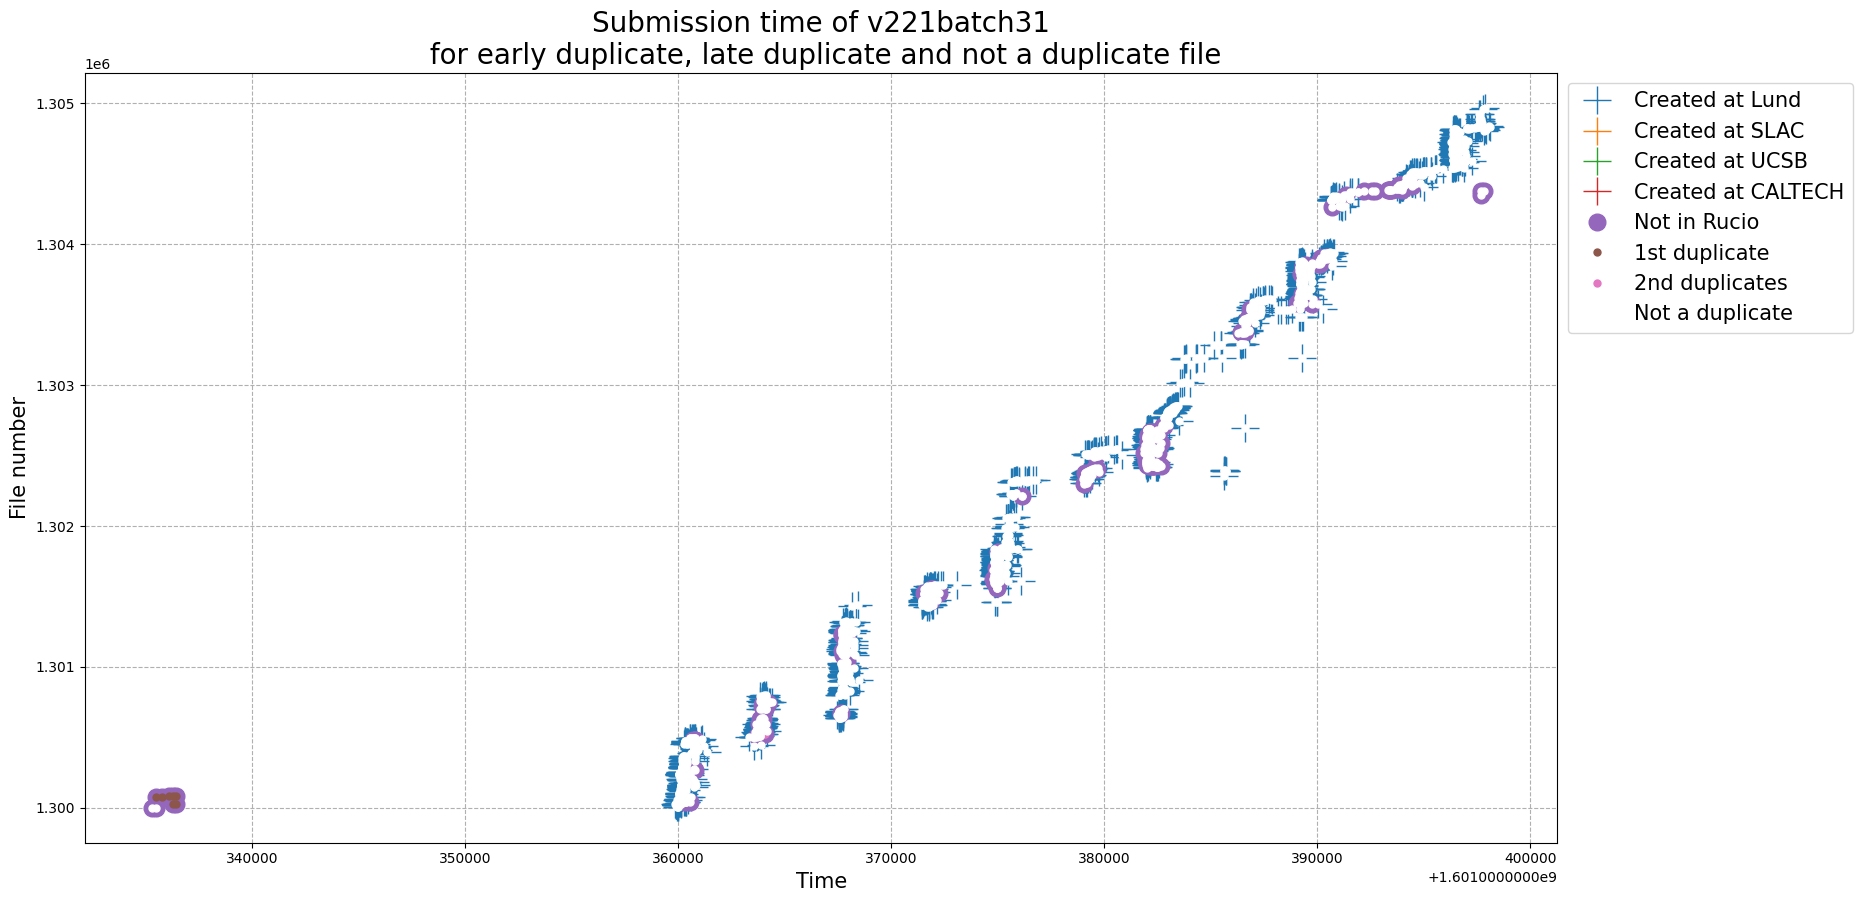 Submission time of v221batch31
for early duplicate, late duplicate and not a duplicate file
1e6
1.305
1.304
1.303
1.302
1.301
1.300
File number
340000
350000
360000
370000
380000
390000
400000
+1.6010000000e9
Time
Created at Lund
Created at SLAC
Created at UCSB
Created at CALTECH
Not in Rucio
1st duplicate
2nd duplicates
Not a duplicate